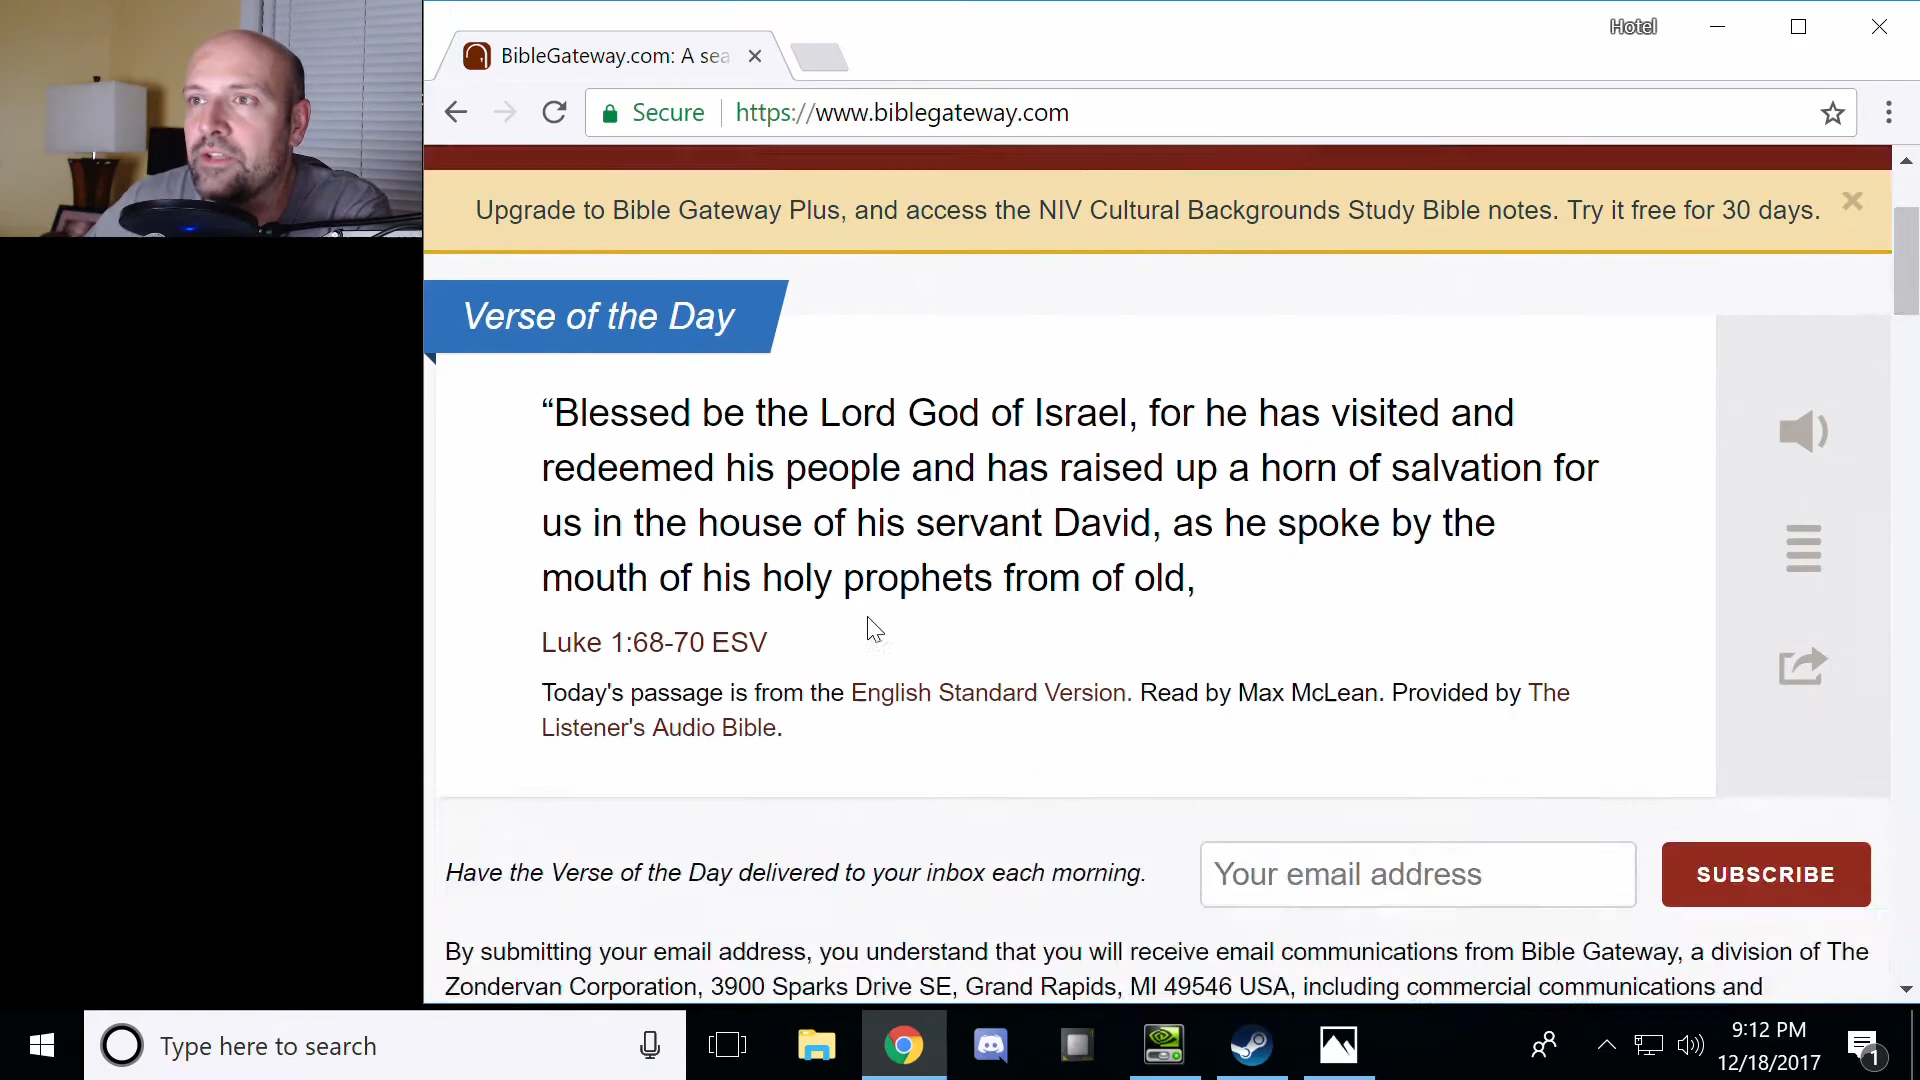 Hotel
BibleGateway.com: A sea
Secure
https://www.biblegateway.com
Upgrade to Bible Gateway Plus, and access the NIV Cultural Backgrounds Study Bible notes. Try it free for 30 days.
Verse of the Day
“Blessed be the Lord God of Israel, for he has visited and
redeemed his people and has raised up a horn of salvation for
us in the house of his servant David, as he spoke by the
mouth of his holy prophets from of old,
Luke 1:68-70 ESV
Today's passage is from the English Standard Version. Read by Max McLean. Provided by The
Listener's Audio Bible.
Have the Verse of the Day delivered to your inbox each morning.
Your email address
SUBSCRIBE
By submitting your email address, you understand that you will receive email communications from Bible Gateway, a division of The
Zondervan Corporation, 3900 Sparks Drive SE, Grand Rapids, MI 49546 USA, including commercial communications and
Type here to search
9:12 PM
12/18/2017
1